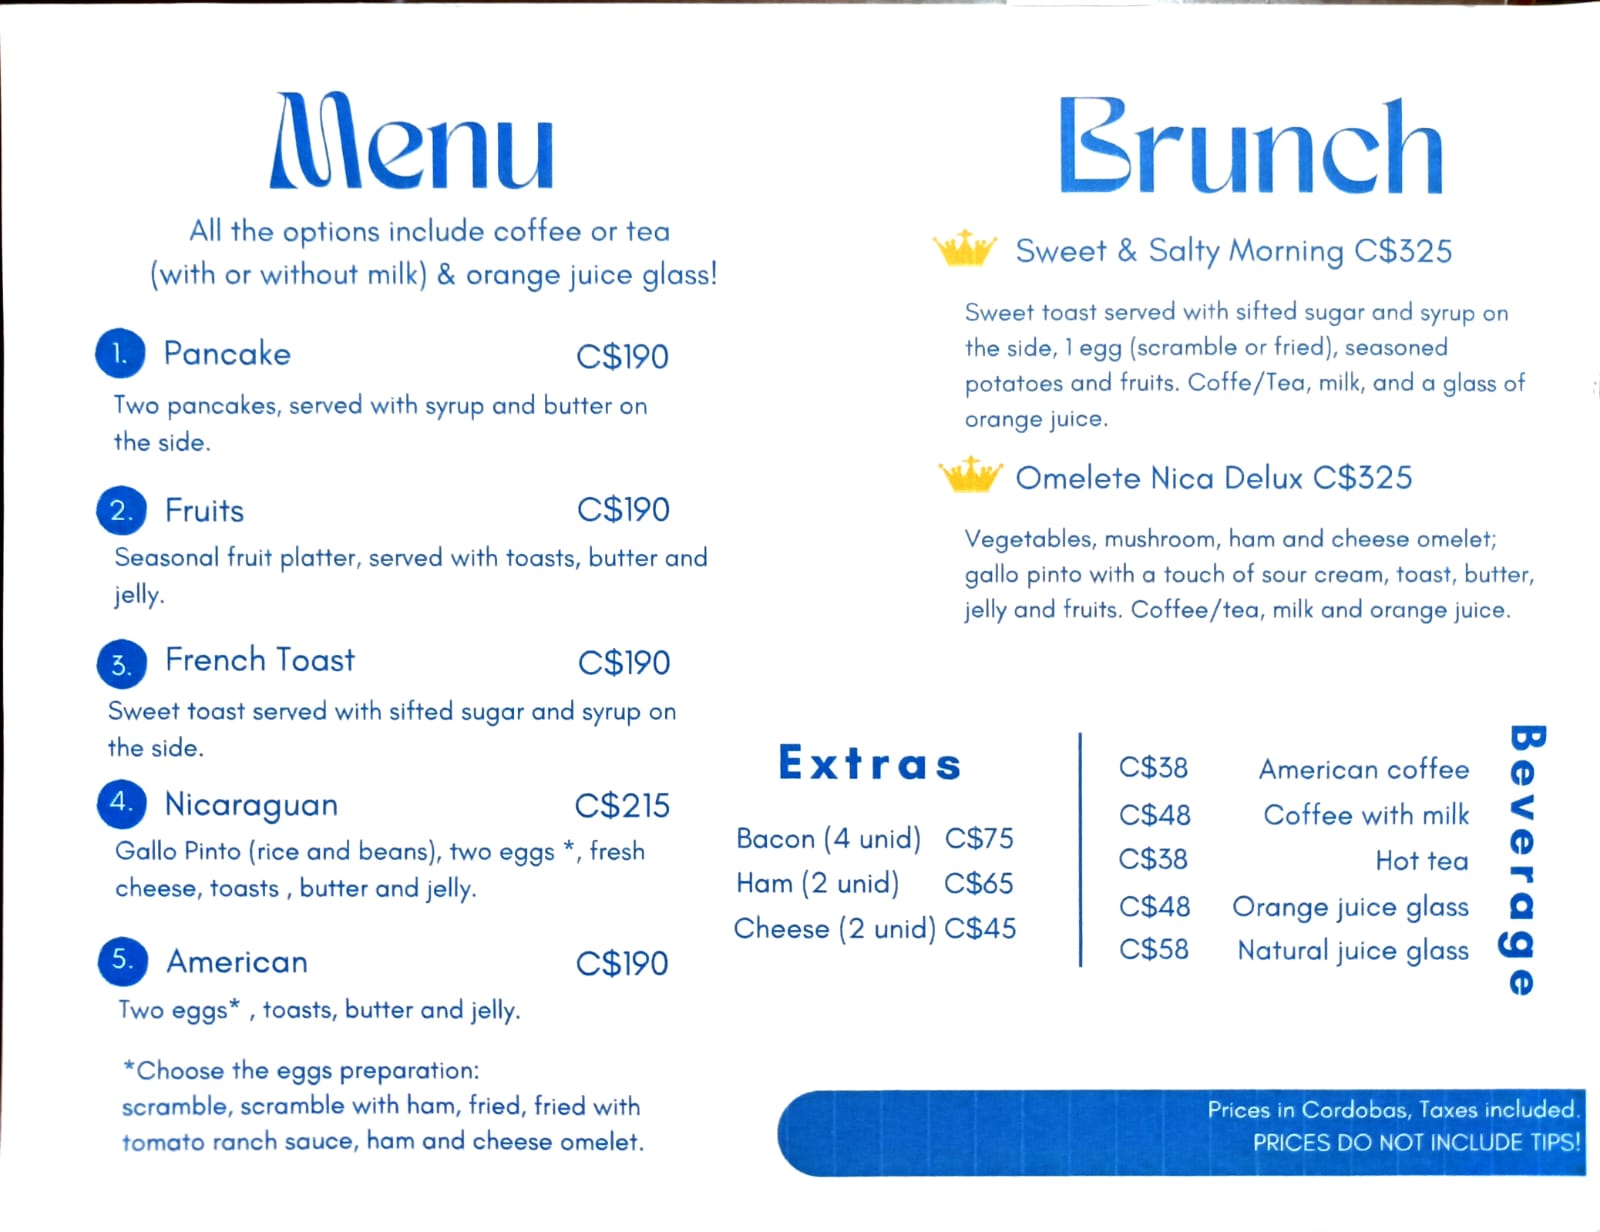 Menu
All the options include coffee or tea
(with or without milk) & orange juice glass!
1. Pancake C$190
Two pancakes, served with syrup and butter on
the side.
2. Fruits C$190
Seasonal fruit platter, served with toasts, butter and
jelly.
3. French Toast C$190
Sweet toast served with sifted sugar and syrup on
the side.
4. Nicaraguan C$215
Gallo Pinto (rice and beans), two eggs *, fresh
cheese, toasts , butter and jelly.
5. American C$190
Two eggs* , toasts, butter and jelly.
*Choose the eggs preparation:
scramble, scramble with ham, fried, fried with
tomato ranch sauce, ham and cheese omelet.
Brunch
Sweet & Salty Morning C$325
Sweet toast served with sifted sugar and syrup on
the side, 1 egg (scramble or fried), seasoned
potatoes and fruits. Coffe/Tea, milk, and a glass of
orange juice.
Omelete Nica Delux C$325
Vegetables, mushroom, ham and cheese omelet;
gallo pinto with a touch of sour cream, toast, butter,
jelly and fruits. Coffee/tea, milk and orange juice.
Extras
Bacon (4 unid) C$75
Ham (2 unid) C$65
Cheese (2 unid) C$45
Beverage
C$38 American coffee
C$48 Coffee with milk
C$38 Hot tea
C$48 Orange juice glass
C$58 Natural juice glass
Prices in Cordobas, Taxes included.
PRICES DO NOT INCLUDE TIPS!